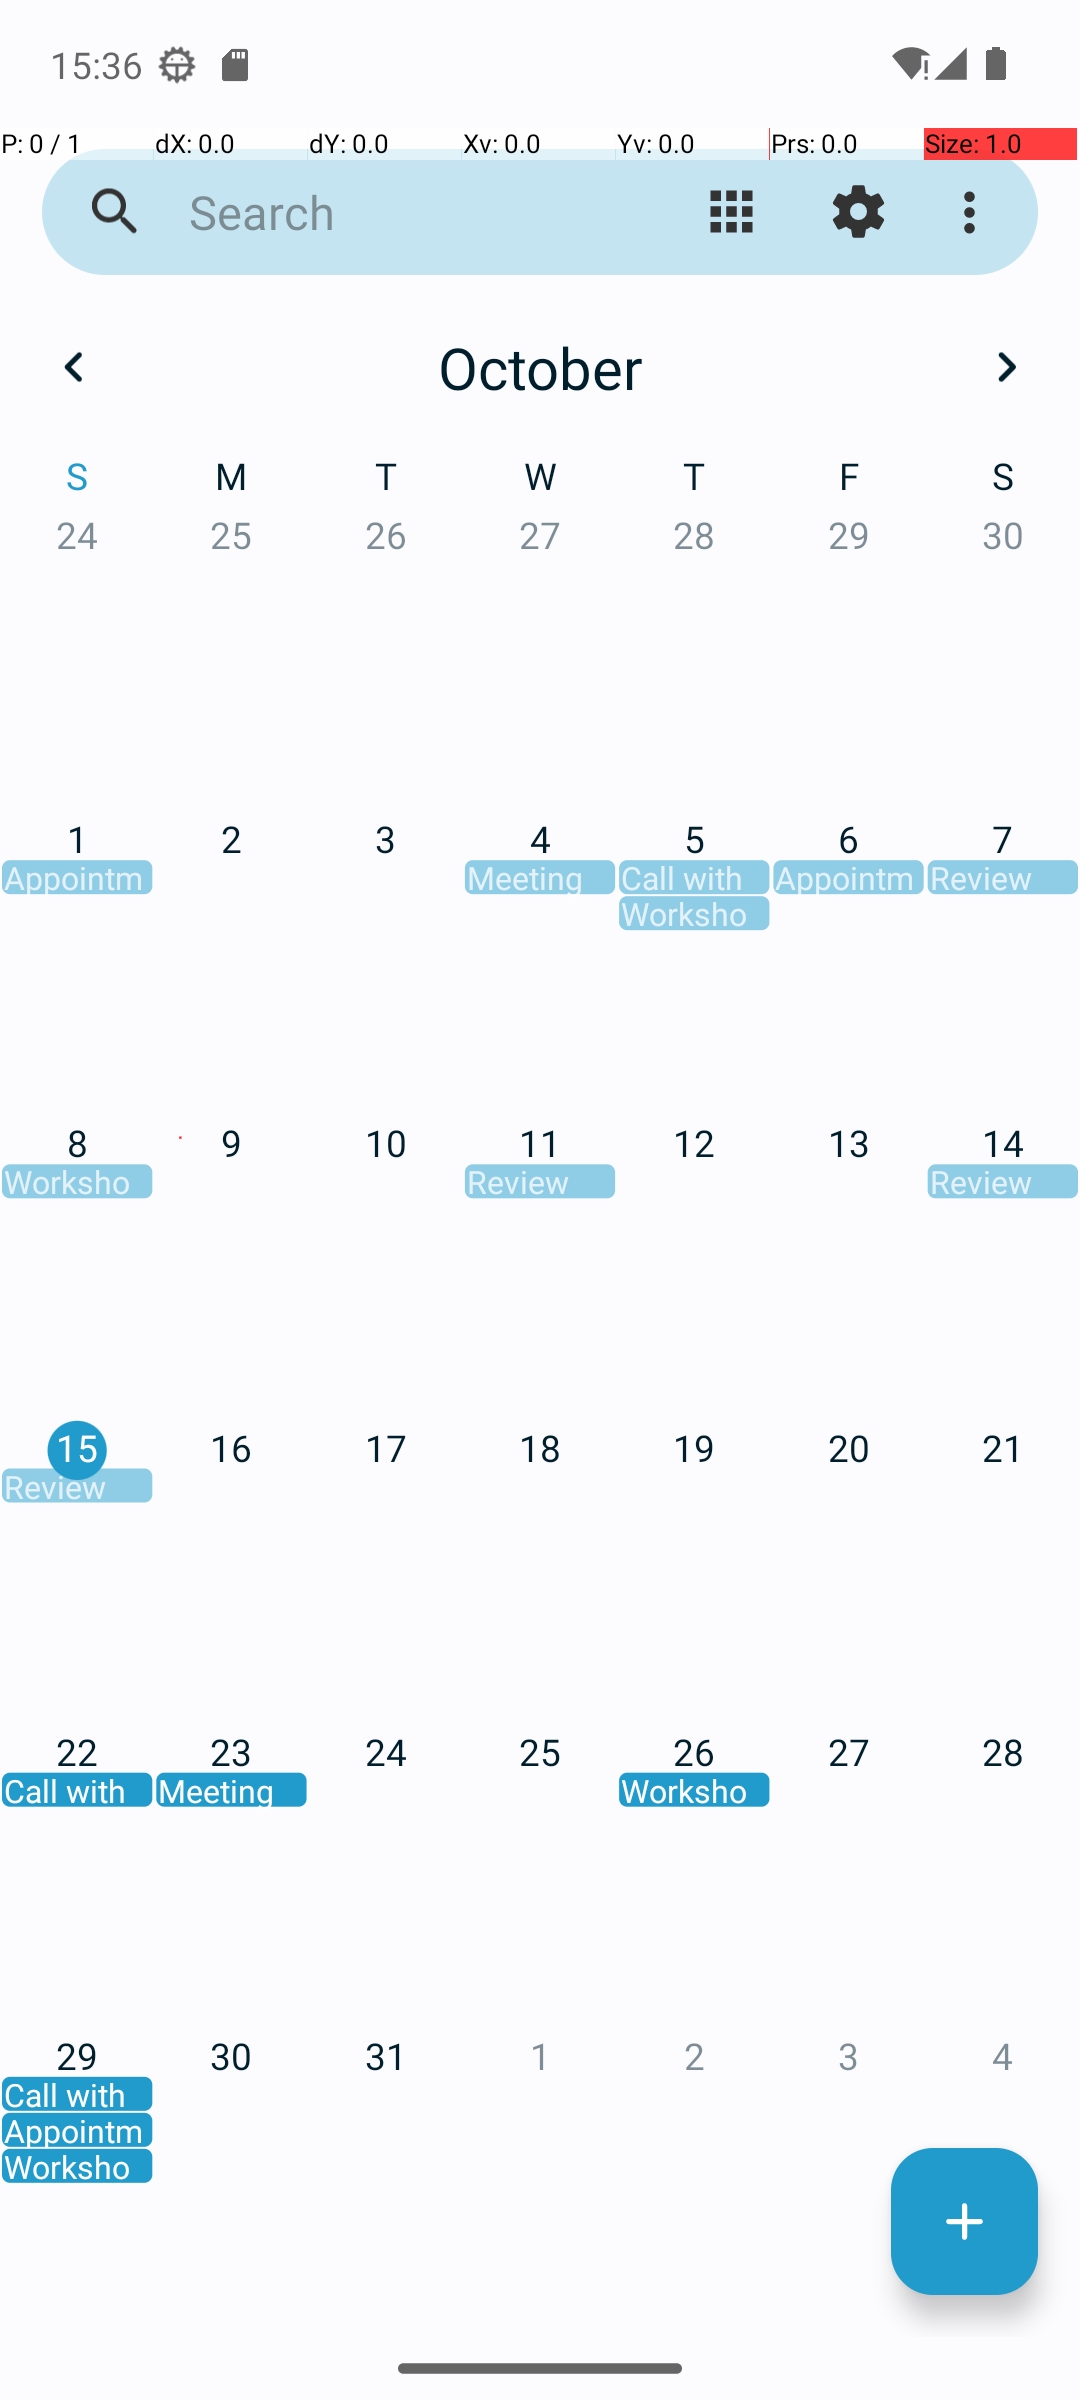 15:36
P: 0 / 1 dX: 0.0 dY: 0.0 Xv: 0.0 Yv: 0.0 Prs: 0.0 Size: 1.0
Search
October
S M T W T F S
24 25 26 27 28 29 30
1 2 3 4 5 6 7
Appointm Meeting Call with Appointm Review
Worksho
8 9 10 11 12 13 14
Worksho Review Review
15 16 17 18 19 20 21
Review
22 23 24 25 26 27 28
Call with Meeting Worksho
29 30 31 1 2 3 4
Call with
Appointm
Worksho